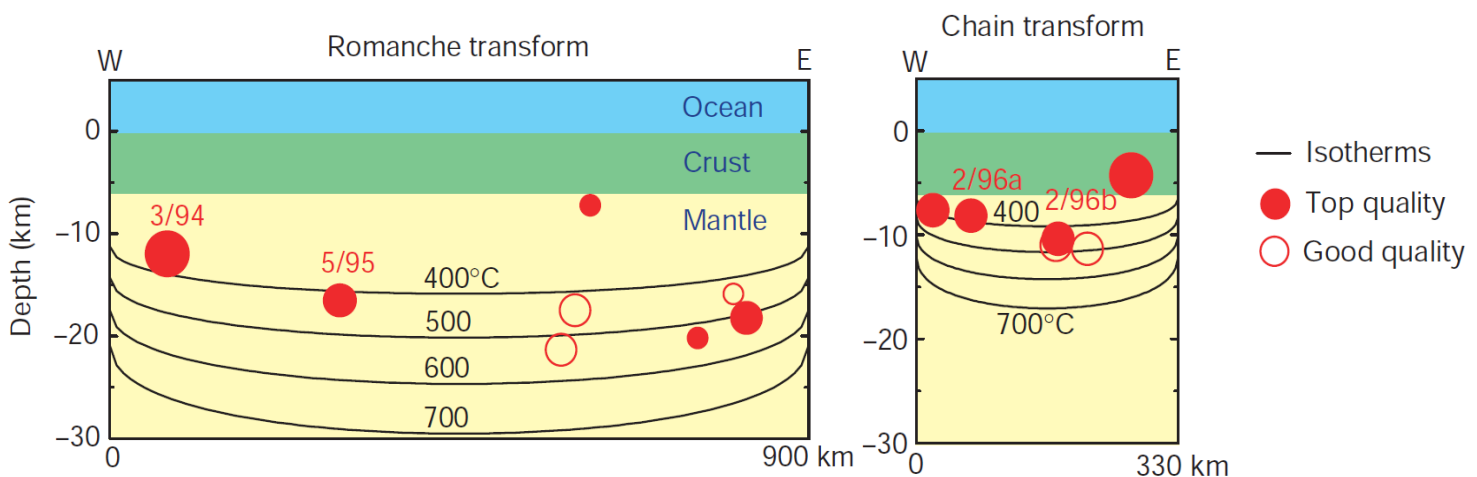 Romanche transform
Chain transform
W
E
W
E
Ocean
Crust
Mantle
0
−10
−20
−30
Depth (km)
3/94
5/95
400°C
500
600
700
0
900 km
0
−10
−20
−30
2/96a
2/96b
400
700°C
0
330 km
Isotherms
Top quality
Good quality